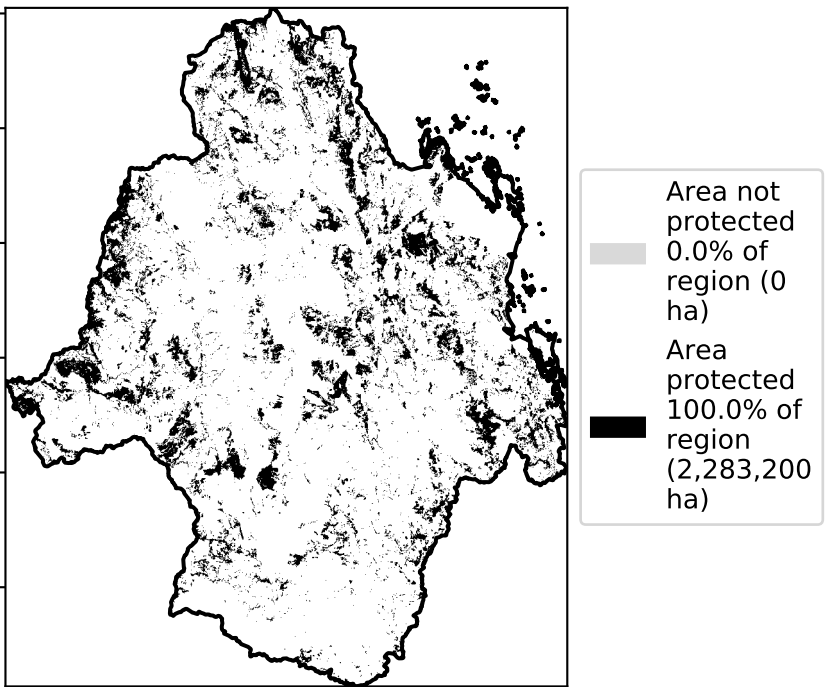 Area not
protected
0.0% of
region (0
ha)
Area
protected
100.0% of
region
(2,283,200
ha)